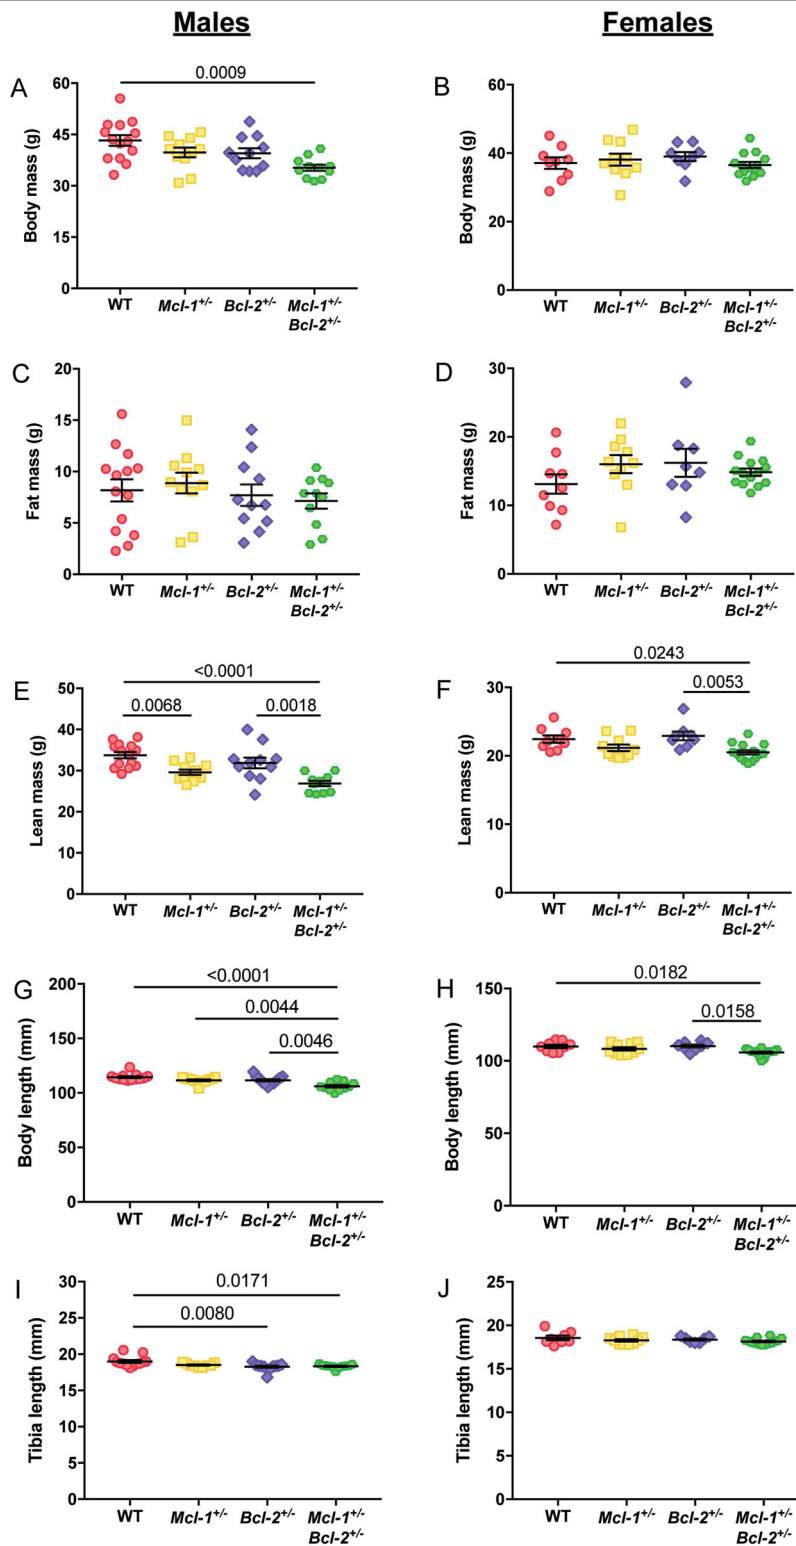 Males
Females
A
0.0009
Body mass (g)
60
45
30
15
0
WT
Mcl-1+/-
Bcl-2+/-
Mcl-1+/-
Bcl-2+/-
B
Body mass (g)
60
40
20
0
WT
Mcl-1+/-
Bcl-2+/-
Mcl-1+/-
Bcl-2+/-
C
Fat mass (g)
20
15
10
5
0
WT
Mcl-1+/-
Bcl-2+/-
Mcl-1+/-
Bcl-2+/-
D
Fat mass (g)
30
20
10
0
WT
Mcl-1+/-
Bcl-2+/-
Mcl-1+/-
Bcl-2+/-
E
<0.0001
0.0068
0.0018
Lean mass (g)
50
40
30
20
10
0
WT
Mcl-1+/-
Bcl-2+/-
Mcl-1+/-
Bcl-2+/-
F
0.0243
0.0053
Lean mass (g)
30
20
10
0
WT
Mcl-1+/-
Bcl-2+/-
Mcl-1+/-
Bcl-2+/-
G
<0.0001
0.0044
0.0046
Body length (mm)
200
150
100
50
0
WT
Mcl-1+/-
Bcl-2+/-
Mcl-1+/-
Bcl-2+/-
H
0.0182
0.0158
Body length (mm)
150
100
50
0
WT
Mcl-1+/-
Bcl-2+/-
Mcl-1+/-
Bcl-2+/-
I
0.0171
0.0080
Tibia length (mm)
30
25
20
15
10
5
0
WT
Mcl-1+/-
Bcl-2+/-
Mcl-1+/-
Bcl-2+/-
J
Tibia length (mm)
25
20
15
10
5
0
WT
Mcl-1+/-
Bcl-2+/-
Mcl-1+/-
Bcl-2+/-